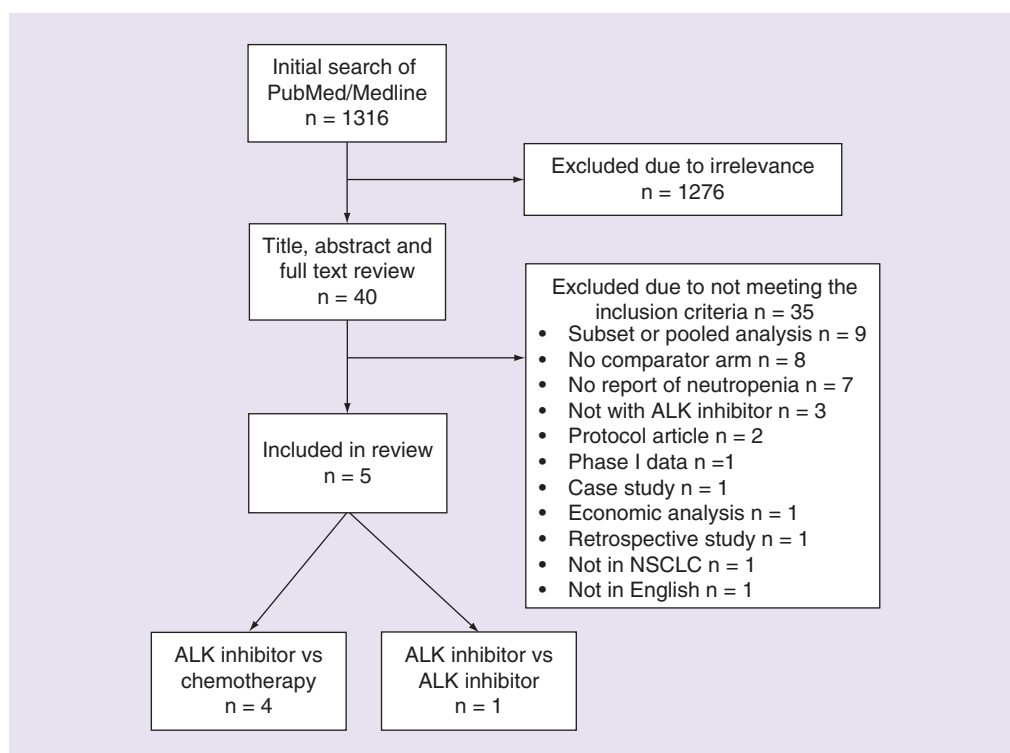 Initial search of
PubMed/Medline
n = 1316
Excluded due to irrelevance
n = 1276
Title, abstract and
full text review
n = 40
Excluded due to not meeting the
inclusion criteria n = 35
• Subset or pooled analysis n = 9
• No comparator arm n = 8
• No report of neutropenia n = 7
• Not with ALK inhibitor n = 3
• Protocol article n = 2
• Phase I data n =1
• Case study n = 1
• Economic analysis n = 1
• Retrospective study n = 1
• Not in NSCLC n = 1
• Not in English n = 1
Included in review
n = 5
ALK inhibitor vs
chemotherapy
n = 4
ALK inhibitor vs
ALK inhibitor
n = 1